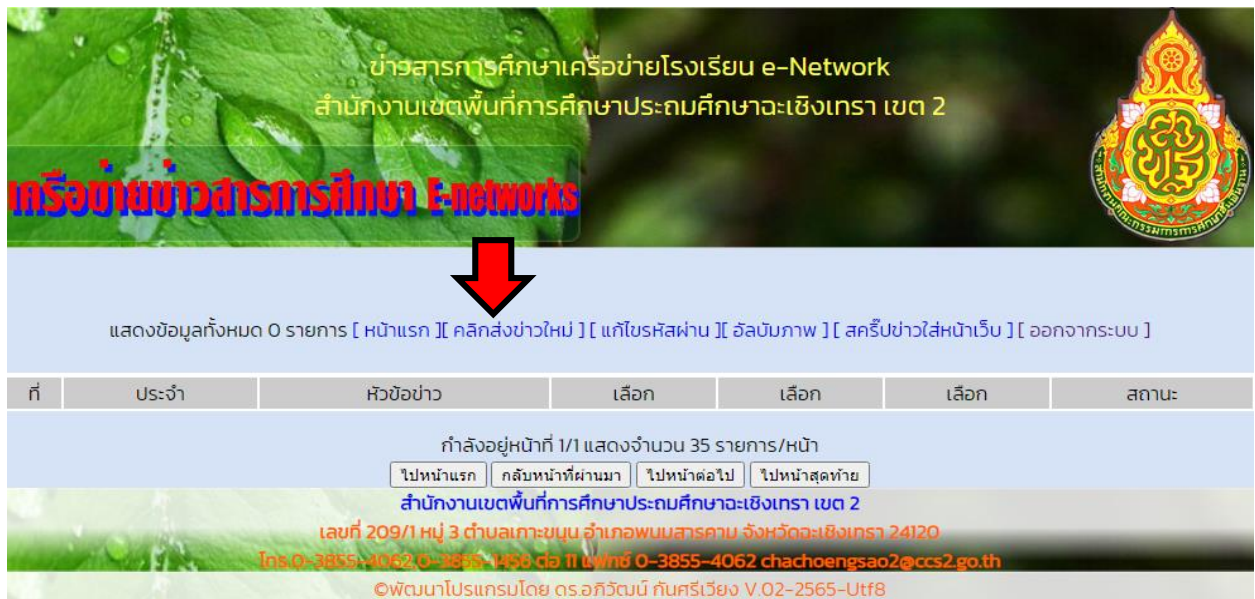 ข่าวสารการศึกษาเครือข่ายโรงเรียน e-Network
สำนักงานเขตพื้นที่การศึกษาประถมศึกษาฉะเชิงเทรา เขต 2
เครือข่ายข่าวสารการศึกษา E-networks
แสดงข้อมูลทั้งหมด 0 รายการ [ หน้าแรก ][ คลิกส่งข่าวใหม่ ] [ แก้ไขรหัสผ่าน ][ อัลบัมภาพ ] [ สคริ๊ปข่าวใส่หน้าเว็บ ] [ ออกจากระบบ ]
ที่ ประจำ หัวข้อข่าว เลือก เลือก เลือก สถานะ
กำลังอยู่หน้าที่ 1/1 แสดงจำนวน 35 รายการ/หน้า
ไปหน้าแรก กลับหน้าที่ผ่านมา ไปหน้าต่อไป ไปหน้าสุดท้าย
สำนักงานเขตพื้นที่การศึกษาประถมศึกษาฉะเชิงเทรา เขต 2
เลขที่ 209/1 หมู่ 3 ตำบลเกาะขนุน อำเภอพนมสารคาม จังหวัดฉะเชิงเทรา 24120
โทร.0-3855-4062,0-3855-1456 ต่อ 11 แฟกซ์ 0-3855-4062 chachoengsao2@ccs2.go.th
©พัฒนาโปรแกรมโดย ดร.อภิวัฒน์ กันศรีเวียง V.02-2565-Utf8